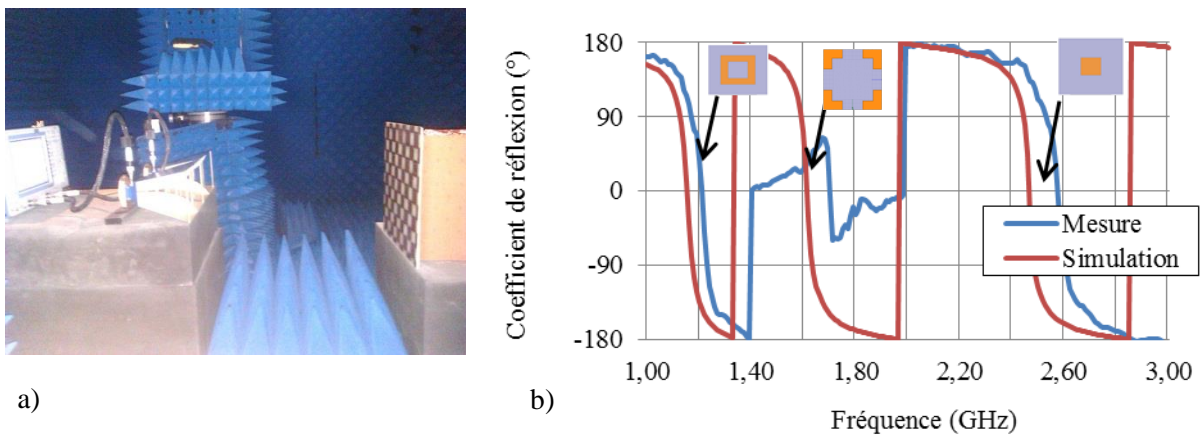 a)
b)
Coefficient de réflexion (°)
180
90
0
-90
-180
Mesure
Simulation
1,00
1,40
1,80
2,20
2,60
3,00
Fréquence (GHz)